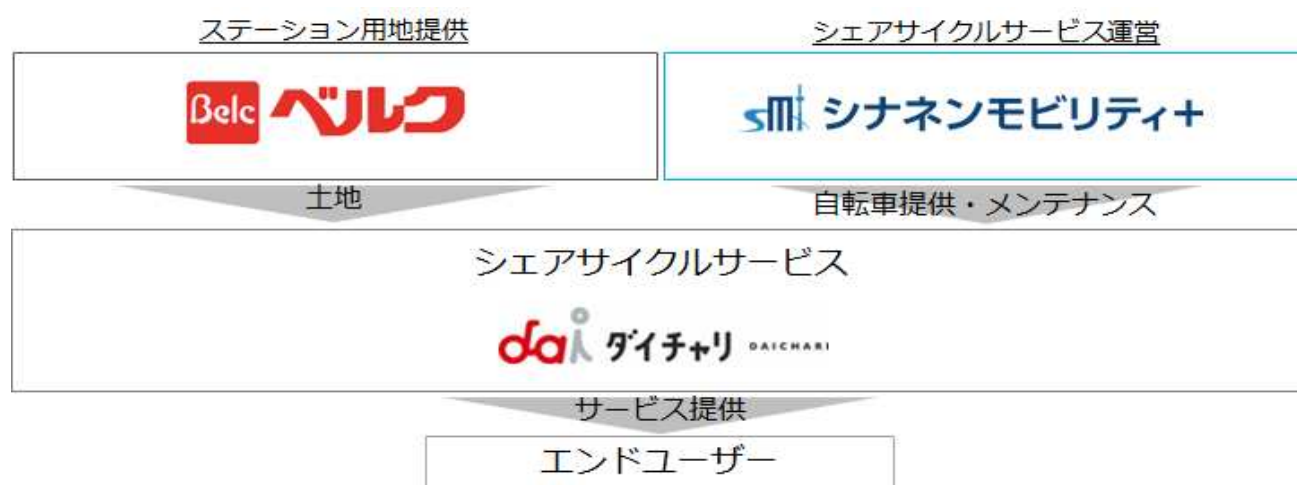 ステーション用地提供
シェアサイクルサービス運営
Belc ベルク
smi シナネンモビリティ+
土地
自転車提供・メンテナンス
シェアサイクルサービス
dai ダイチャリ DAICHARI
サービス提供
エンドユーザー